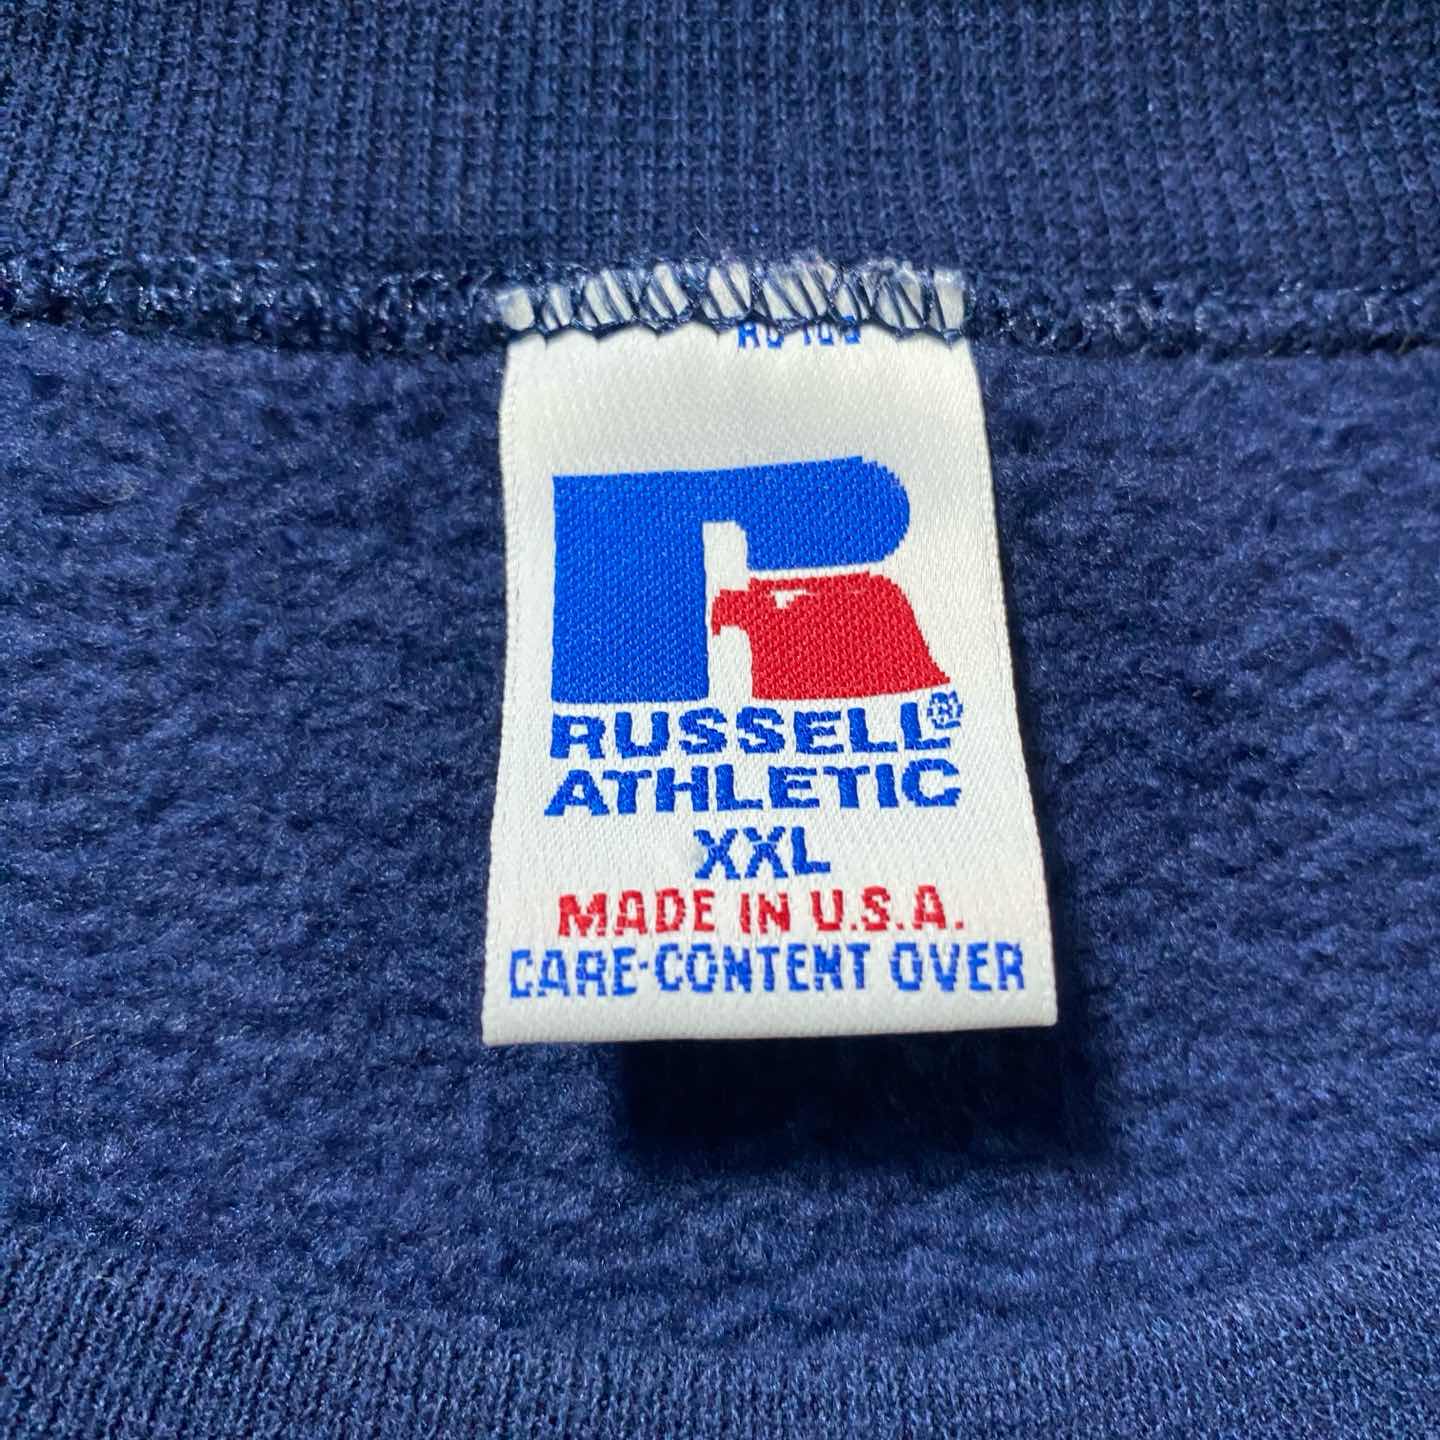 RUSSELL®
ATHLETIC
XXL
MADE IN U.S.A.
CARE-CONTENT OVER